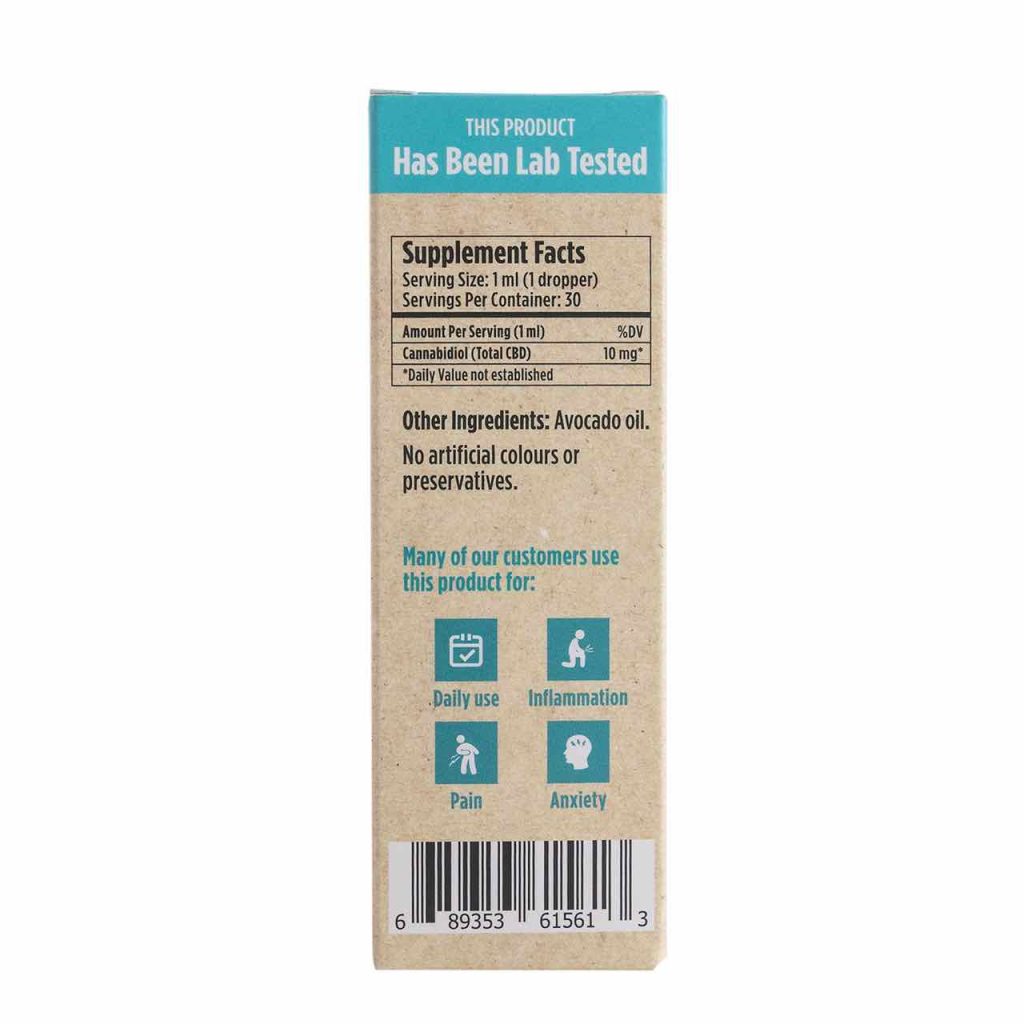 THIS PRODUCT
Has Been Lab Tested
Supplement Facts
Serving Size: 1 ml (1 dropper)
Servings Per Container: 30
Amount Per Serving (1 ml) %DV
Cannabidiol (Total CBD) 10 mg*
*Daily Value not established
Other Ingredients: Avocado oil.
No artificial colours or
preservatives.
Many of our customers use
this product for:
Daily use Inflammation
Pain Anxiety
6 89353 61561 3